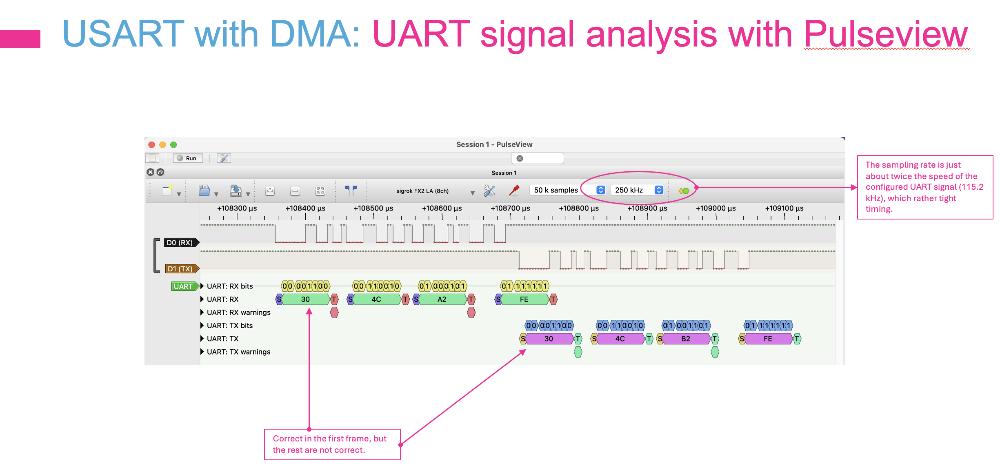 USART with DMA: UART signal analysis with Pulseview
Session 1 - PulseView
Run
Session 1
sigrok FX2 LA (8ch)
50 k samples
250 kHz
+108300 µs
+108400 µs
+108500 µs
+108600 µs
+108700 µs
+108800 µs
+108900 µs
+109000 µs
+109100 µs
D0 (RX)
D1 (TX)
UART
UART: RX bits
0 0 0 0 1 1 0 0
0 0 1 1 0 0 1 0
0 1 0 0 0 1 0 1
0 1 1 1 1 1 1 1
UART: RX
S 30 T
S 4C T
S A2 T
S FE T
UART: RX warnings
UART: TX bits
0 0 0 0 1 1 0 0
0 0 1 1 0 0 1 0
0 1 0 0 1 1 0 1
0 1 1 1 1 1 1 1
UART: TX
S 30 T
S 4C T
S B2 T
S FE T
UART: TX warnings
The sampling rate is just
about twice the speed of the
configured UART signal (115.2
kHz), which rather tight
timing.
Correct in the first frame, but
the rest are not correct.